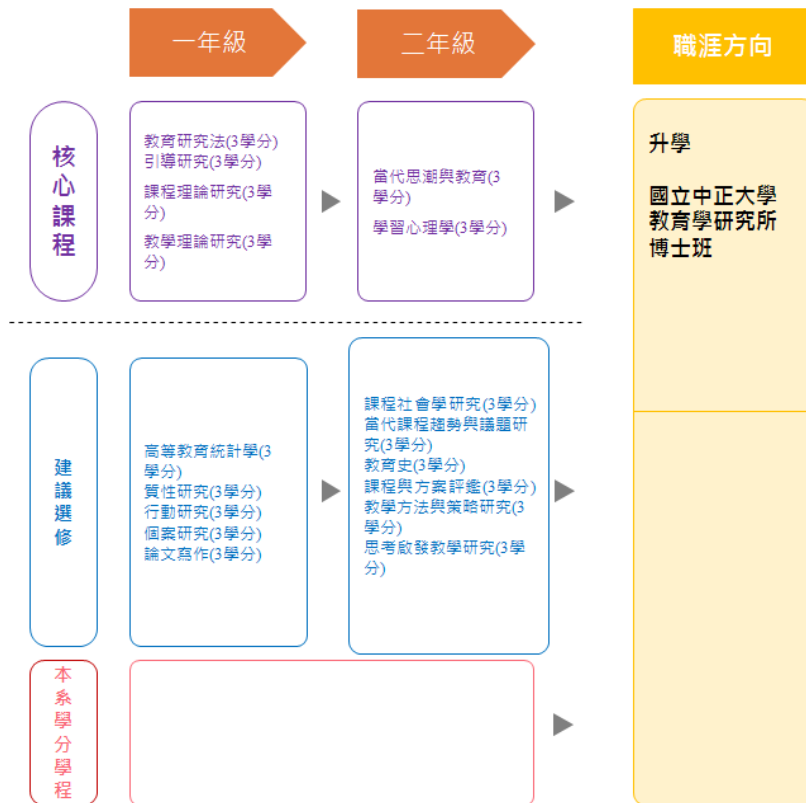 一年級
二年級
職涯方向
核
心
課
程
教育研究法(3學分)
引導研究(3學分)
課程理論研究(3學
分)
教學理論研究(3學
分)
當代思潮與教育(3
學分)
學習心理學(3學分)
升學
國立中正大學
教育學研究所
博士班
建
議
選
修
高等教育統計學(3
學分)
質性研究(3學分)
行動研究(3學分)
個案研究(3學分)
論文寫作(3學分)
課程社會學研究(3學分)
當代課程趨勢與議題研
究(3學分)
教育史(3學分)
課程與方案評鑑(3學分)
教學方法與策略研究(3
學分)
思考啟發教學研究(3學
分)
本
系
學
分
學
程